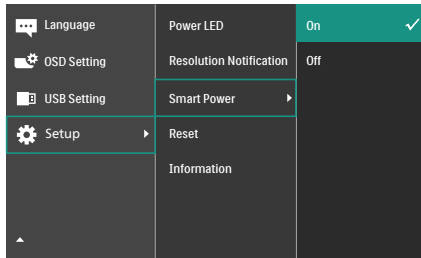 Language
OSD Setting
USB Setting
Setup
Power LED
Resolution Notification
Smart Power
Reset
Information
On
Off